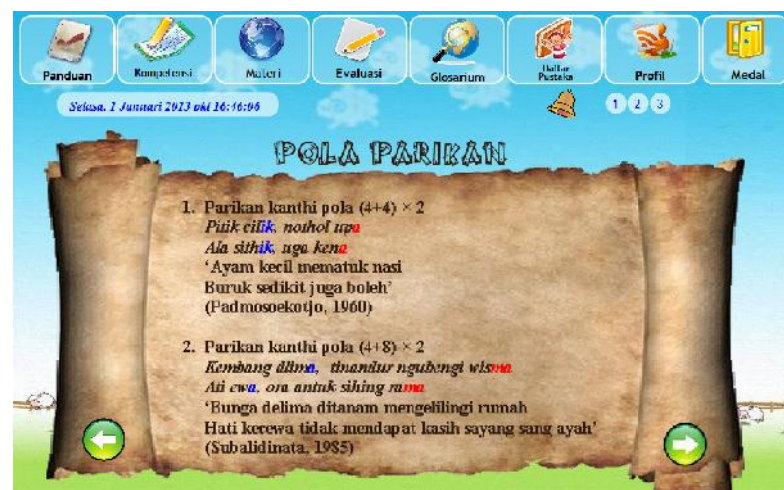 Panduan
Kompetensi
Materi
Evaluasi
Glosarium
Daftar
Pustaka
Profil
Medal
Selasa, 1 Januari 2013 pkl 16:46:06
1 2 3
POLA PARIKAN
1. Parikan kanthi pola (4+4) × 2
Pitik cilik, nothol upa
Ala sithik, uga kena
‘Ayam kecil mematuk nasi
Buruk sedikit juga boleh’
(Padmosoekotjo, 1960)
2. Parikan kanthi pola (4+8) × 2
Kembang dlima, tinandur ngubengi wisma
Ati cwa, ora antuk sihing rama
‘Bunga delima ditanam mengelilingi rumah
Hati kecewa tidak mendapat kasih sayang sang ayah’
(Subalidinata, 1985)